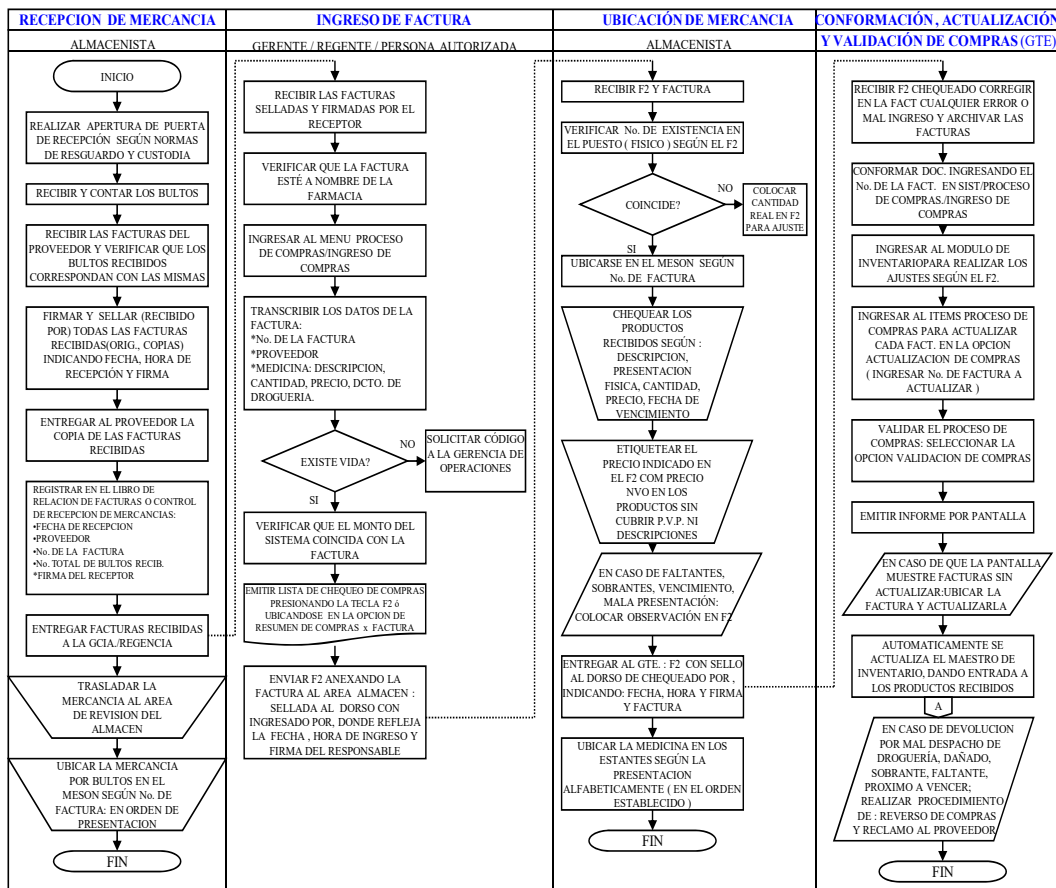 RECEPCION DE MERCANCIA
ALMACENISTA
INICIO
REALIZAR APERTURA DE PUERTA
DE RECEPCIÓN SEGÚN NORMAS
DE RESGUARDO Y CUSTODIA
RECIBIR Y CONTAR LOS BULTOS
RECIBIR LAS FACTURAS DEL
PROVEEDOR Y VERIFICAR QUE LOS
BULTOS RECIBIDOS
CORRESPONDAN CON LAS MISMAS
FIRMAR Y SELLAR (RECIBIDO
POR) TODAS LAS FACTURAS
RECIBIDAS(ORIG., COPIAS)
INDICANDO FECHA, HORA DE
RECEPCIÓN Y FIRMA
ENTREGAR AL PROVEEDOR LA
COPIA DE LAS FACTURAS
RECIBIDAS
REGISTRAR EN EL LIBRO DE
RELACION DE FACTURAS O CONTROL
DE RECEPCION DE MERCANCIAS:
•FECHA DE RECEPCION
•PROVEEDOR
•No. DE LA FACTURA
•No. TOTAL DE BULTOS RECIB.
*FIRMA DEL RECEPTOR
ENTREGAR FACTURAS RECIBIDAS
A LA GCIA./REGENCIA
TRASLADAR LA
MERCANCIA AL AREA
DE REVISION DEL
ALMACEN
UBICAR LA MERCANCIA
POR BULTOS EN EL
MESON SEGÚN No. DE
FACTURA: EN ORDEN DE
PRESENTACION
FIN
INGRESO DE FACTURA
GERENTE / REGENTE / PERSONA AUTORIZADA
RECIBIR LAS FACTURAS
SELLADAS Y FIRMADAS POR EL
RECEPTOR
VERIFICAR QUE LA FACTURA
ESTÉ A NOMBRE DE LA
FARMACIA
INGRESAR AL MENU PROCESO
DE COMPRAS/INGRESO DE
COMPRAS
TRANSCRIBIR LOS DATOS DE LA
FACTURA:
*No. DE LA FACTURA
*PROVEEDOR
*MEDICINA: DESCRIPCION,
CANTIDAD, PRECIO, DCTO. DE
DROGUERIA.
EXISTE VIDA?
NO
SOLICITAR CÓDIGO
A LA GERENCIA DE
OPERACIONES
SI
VERIFICAR QUE EL MONTO DEL
SISTEMA COINCIDA CON LA
FACTURA
EMITIR LISTA DE CHEQUEO DE COMPRAS
PRESIONANDO LA TECLA F2 ó
UBICANDOSE EN LA OPCION DE
RESUMEN DE COMPRAS x FACTURA
ENVIAR F2 ANEXANDO LA
FACTURA AL AREA ALMACEN :
SELLADA AL DORSO CON
INGRESADO POR, DONDE REFLEJA
LA FECHA , HORA DE INGRESO Y
FIRMA DEL RESPONSABLE
UBICACIÓN DE MERCANCIA
ALMACENISTA
RECIBIR F2 Y FACTURA
VERIFICAR No. DE EXISTENCIA EN
EL PUESTO ( FISICO ) SEGÚN EL F2
COINCIDE?
NO
COLOCAR
CANTIDAD
REAL EN F2
PARA AJUSTE
SI
UBICARSE EN EL MESON SEGÚN
No. DE FACTURA
CHEQUEAR LOS
PRODUCTOS
RECIBIDOS SEGÚN :
DESCRIPCION,
PRESENTACION
FISICA, CANTIDAD,
PRECIO, FECHA DE
VENCIMIENTO
ETIQUETEAR EL
PRECIO INDICADO EN
EL F2 COM PRECIO
NVO EN LOS
PRODUCTOS SIN
CUBRIR P.V.P. NI
DESCRIPCIONES
EN CASO DE FALTANTES,
SOBRANTES, VENCIMIENTO,
MALA PRESENTACIÓN:
COLOCAR OBSERVACIÓN EN F2
ENTREGAR AL GTE. : F2 CON SELLO
AL DORSO DE CHEQUEADO POR ,
INDICANDO: FECHA, HORA Y FIRMA
Y FACTURA
UBICAR LA MEDICINA EN LOS
ESTANTES SEGÚN LA
PRESENTACION
ALFABETICAMENTE ( EN EL ORDEN
ESTABLECIDO )
FIN
CONFORMACIÓN , ACTUALIZACIÓN
Y VALIDACIÓN DE COMPRAS (GTE)
RECIBIR F2 CHEQUEADO CORREGIR
EN LA FACT CUALQUIER ERROR O
MAL INGRESO Y ARCHIVAR LAS
FACTURAS
CONFORMAR DOC. INGRESANDO EL
No. DE LA FACT. EN SIST/PROCESO
DE COMPRAS./INGRESO DE
COMPRAS
INGRESAR AL MODULO DE
INVENTARIOPARA REALIZAR LOS
AJUSTES SEGÚN EL F2.
INGRESAR AL ITEMS PROCESO DE
COMPRAS PARA ACTUALIZAR
CADA FACT. EN LA OPCION
ACTUALIZACION DE COMPRAS
( INGRESAR No. DE FACTURA A
ACTUALIZAR )
VALIDAR EL PROCESO DE
COMPRAS: SELECCIONAR LA
OPCION VALIDACION DE COMPRAS
EMITIR INFORME POR PANTALLA
EN CASO DE QUE LA PANTALLA
MUESTRE FACTURAS SIN
ACTUALIZAR:UBICAR LA
FACTURA Y ACTUALIZARLA
AUTOMATICAMENTE SE
ACTUALIZA EL MAESTRO DE
INVENTARIO, DANDO ENTRADA
A LOS PRODUCTOS RECIBIDOS
A
EN CASO DE DEVOLUCION
POR MAL DESPACHO DE
DROGUERÍA, DAÑADO,
SOBRANTE, FALTANTE,
PROXIMO A VENCER;
REALIZAR PROCEDIMIENTO
DE : REVERSO DE COMPRAS
Y RECLAMO AL PROVEEDOR
FIN